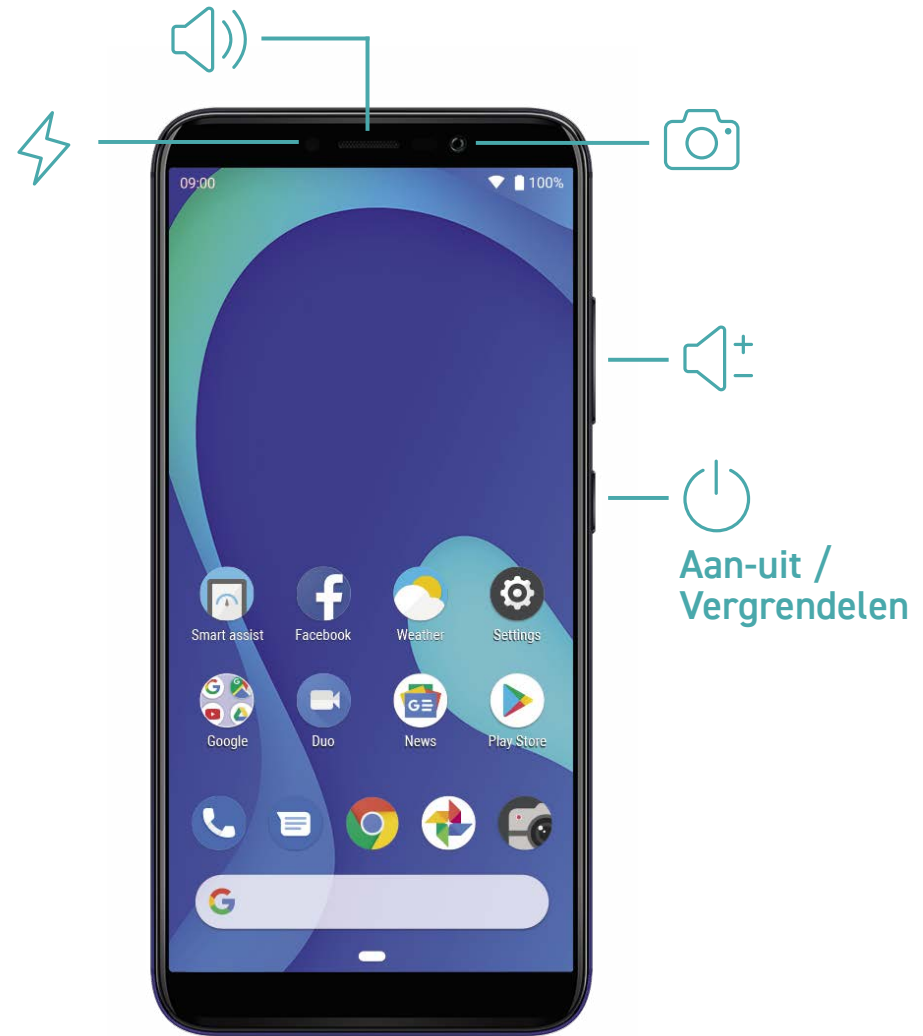 09:00
100%
Aan-uit /
Vergrendelen
Smart assist
Facebook
Weather
Settings
Google
Duo
News
Play Store